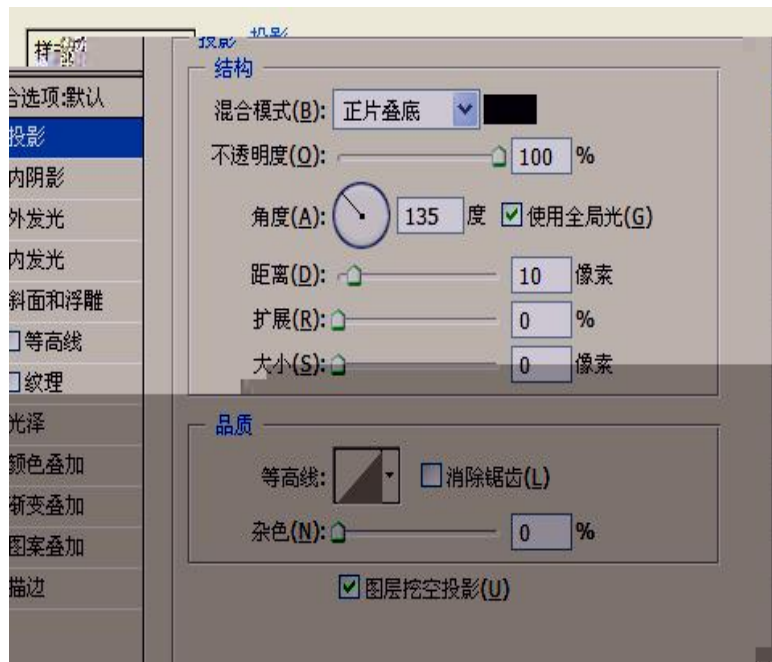 样式
投影
投影
结构
混合选项:默认
混合模式(B): 正片叠底
投影
不透明度(O): 100 %
内阴影
外发光
角度(A): 135 度 使用全局光(G)
内发光
距离(D): 10 像素
斜面和浮雕
扩展(R): 0 %
等高线
大小(S): 0 像素
纹理
光泽
品质
颜色叠加
等高线: 消除锯齿(L)
渐变叠加
杂色(N): 0 %
图案叠加
描边
图层挖空投影(U)